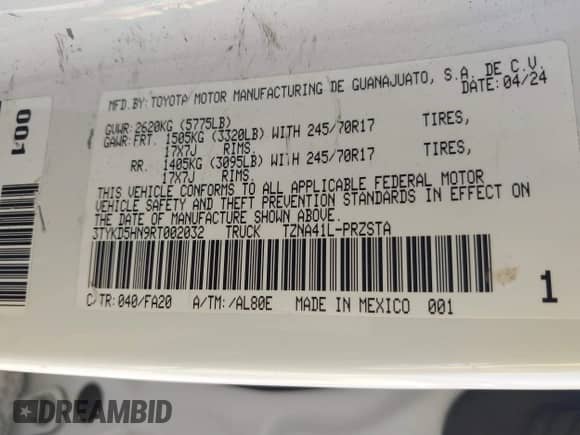 MFD.BY:TOYOTA MOTOR MANUFACTURING DE GUANAJUATO, S.A. DE C.V.
DATE:04/24
GVWR:2620KG(5775LB)
GAWR:FRT. 1505KG(3320LB) WITH 245/70R17 TIRES,
17X7J RIMS.
RR. 1405KG(3095LB) WITH 245/70R17 TIRES,
17X7J RIMS.
THIS VEHICLE CONFORMS TO ALL APPLICABLE FEDERAL MOTOR
VEHICLE SAFETY AND THEFT PREVENTION STANDARDS IN EFFECT ON
THE DATE OF MANUFACTURE SHOWN ABOVE.
3TYKD5HN9RT002032 TRUCK TZNA41L-PRZSTA
C/TR:040/FA20 A/TM:/AL80E MADE IN MEXICO 001
1
001
DREAMBID